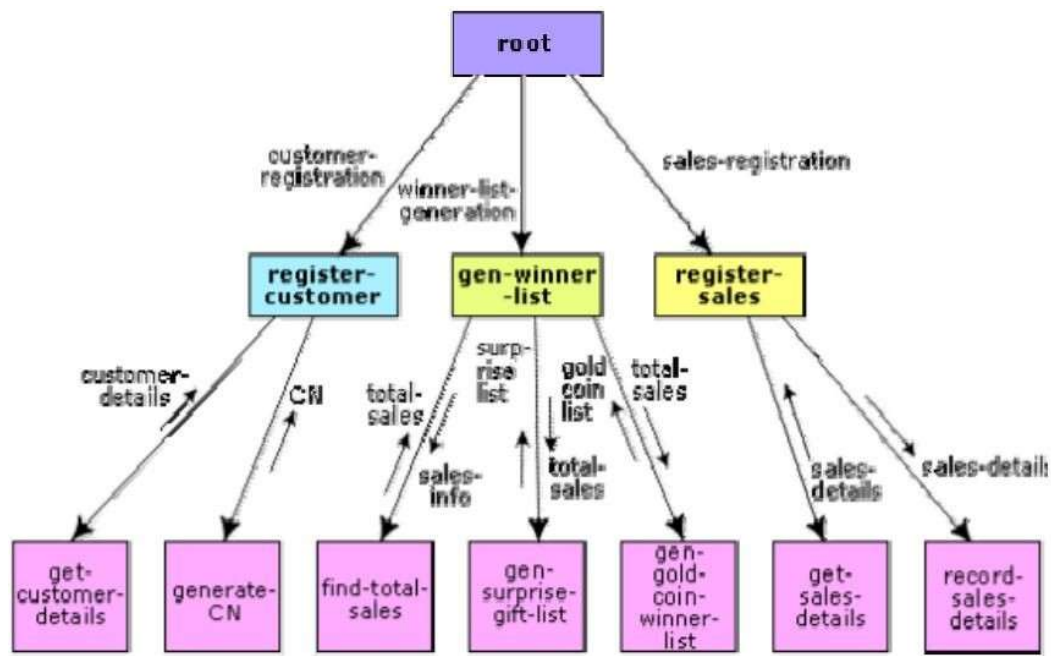 root
customer-
registration
winner-list-
generation
sales-registration
register-
customer
gen-winner
-list
register-
sales
customer-
details
CN
total-
sales
sales-
info
surp-
rise
list
total-
sales
gold
coin
list
total-
sales
sales-
details
sales-details
get-
customer-
details
generate-
CN
find-total-
sales
gen-
surprise-
gift-list
gen-
gold-
coin-
winner-
list
get-
sales-
details
record-
sales-
details